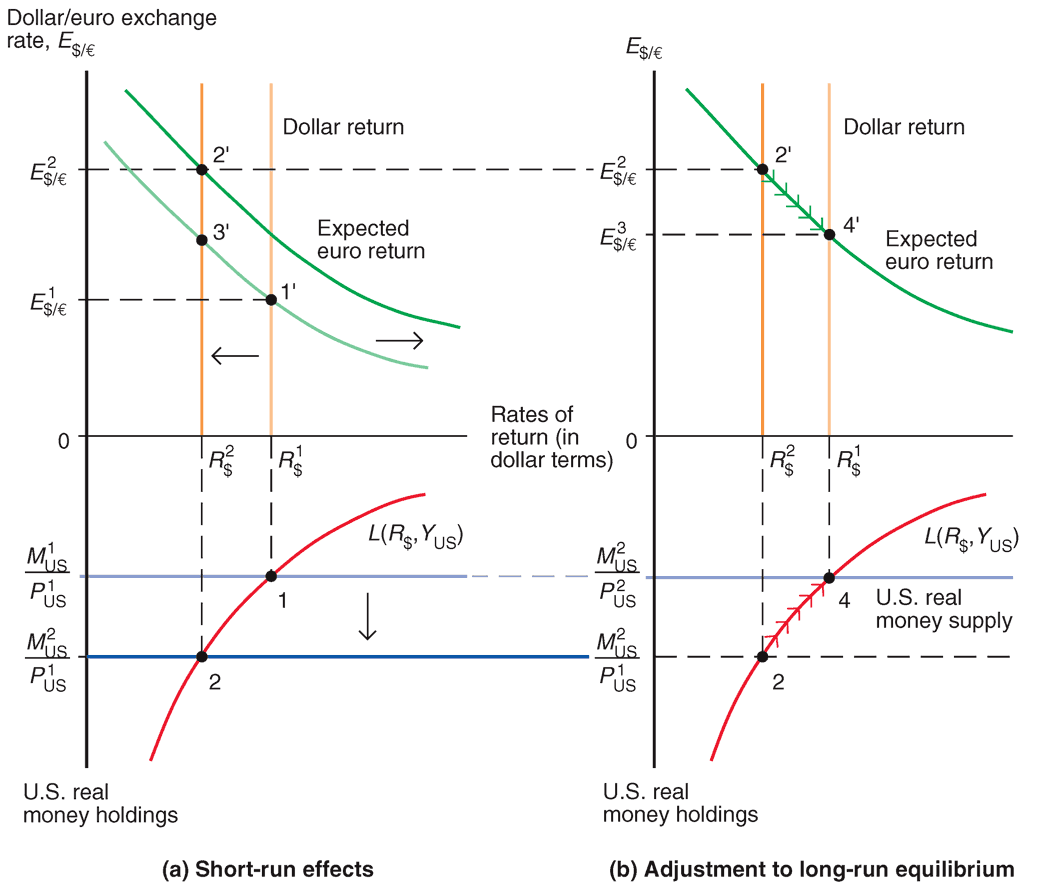 Dollar/euro exchange
rate, E$/€
E$/€
Dollar return
Dollar return
2'
2'
E²$/€
E²$/€
3'
4'
E³$/€
Expected
euro return
Expected
euro return
1'
E¹$/€
0
Rates of
return (in
dollar terms)
0
R²$
R¹$
R²$
R¹$
L(R$, YUS)
L(R$, YUS)
M¹US
P¹US
M²US
P²US
1
4
U.S. real
money supply
M²US
P¹US
M²US
P¹US
2
2
U.S. real
money holdings
U.S. real
money holdings
(a) Short-run effects
(b) Adjustment to long-run equilibrium